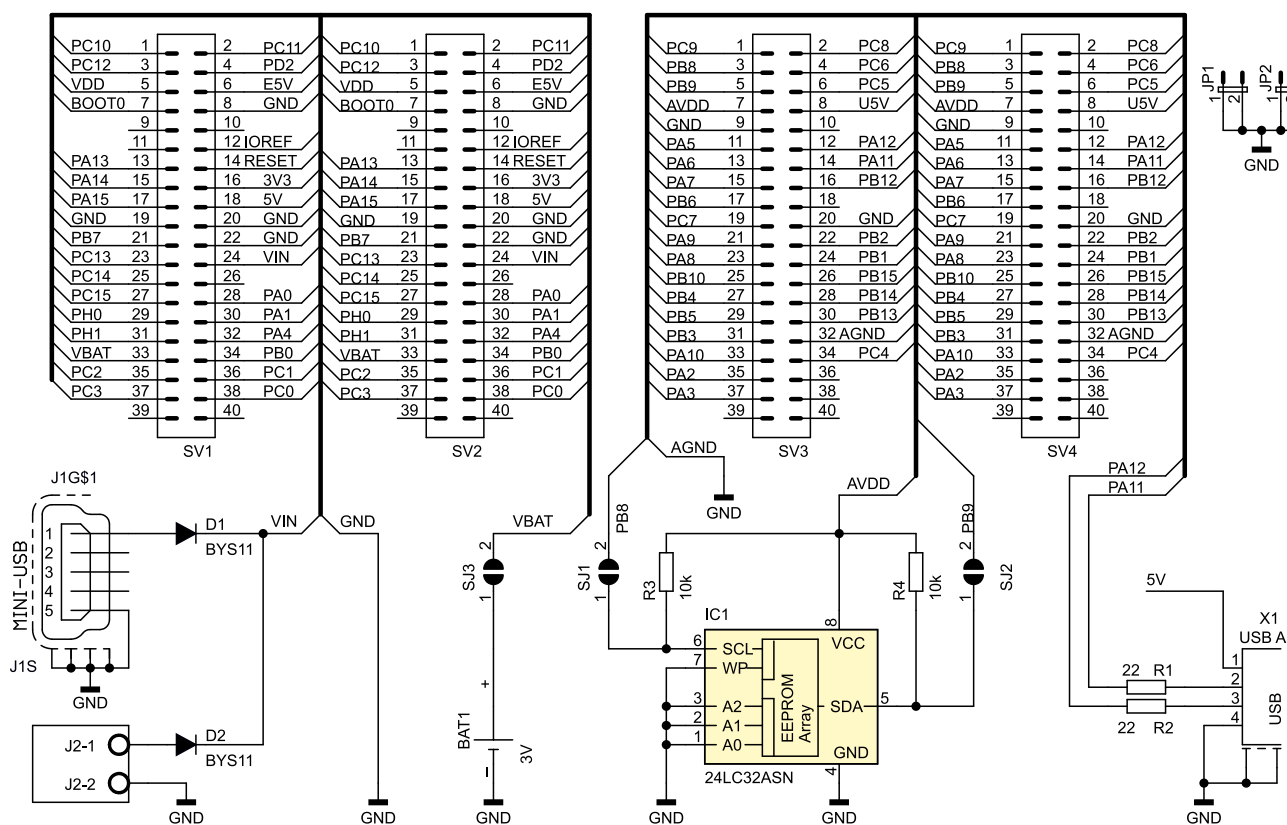 PC10 1 2 PC11 PC10 1 2 PC11 PC9 1 2 PC8 PC9 1 2 PC8
PC12 3 4 PD2 PC12 3 4 PD2 PB8 3 4 PC6 PB8 3 4 PC6
VDD 5 6 E5V VDD 5 6 E5V PB9 5 6 PC5 PB9 5 6 PC5
BOOT0 7 8 GND BOOT0 7 8 GND AVDD 7 8 U5V AVDD 7 8 U5V
9 10 9 10 GND 9 10 GND 9 10
11 12 IOREF 11 12 IOREF PA5 11 12 PA12 PA5 11 12 PA12
PA13 13 14 RESET PA13 13 14 RESET PA6 13 14 PA11 PA6 13 14 PA11
PA14 15 16 3V3 PA14 15 16 3V3 PA7 15 16 PB12 PA7 15 16 PB12
PA15 17 18 5V PA15 17 18 5V PB6 17 18 PB6 17 18
GND 19 20 GND GND 19 20 GND PC7 19 20 GND PC7 19 20 GND
PB7 21 22 GND PB7 21 22 GND PA9 21 22 PB2 PA9 21 22 PB2
PC13 23 24 VIN PC13 23 24 VIN PA8 23 24 PB1 PA8 23 24 PB1
PC14 25 26 PC14 25 26 PB10 25 26 PB15 PB10 25 26 PB15
PC15 27 28 PA0 PC15 27 28 PA0 PB4 27 28 PB14 PB4 27 28 PB14
PH0 29 30 PA1 PH0 29 30 PA1 PB5 29 30 PB13 PB5 29 30 PB13
PH1 31 32 PA4 PH1 31 32 PA4 PB3 31 32 AGND PB3 31 32 AGND
VBAT 33 34 PB0 VBAT 33 34 PB0 PA10 33 34 PC4 PA10 33 34 PC4
PC2 35 36 PC1 PC2 35 36 PC1 PA2 35 36 PA2 35 36
PC3 37 38 PC0 PC3 37 38 PC0 PA3 37 38 PA3 37 38
39 40 39 40 39 40 39 40
SV1 SV2 SV3 SV4
JP1 1 2 JP2 1
GND
J1G$1
MINI-USB
1
2
3
4
5
J1S
GND
D1
BYS11
VIN GND
J2-1
J2-2
D2
BYS11
GND
GND
VBAT
2
SJ3
1
+
BAT1
3V
–
GND
AGND
GND
PB8
2
SJ1
1
AVDD
R3 10k
R4 10k
PB9
2
SJ2
1
IC1
6 SCL
7 WP
3 A2
2 A1
1 A0
EEPROM
Array
8 VCC
SDA 5
GND
4
24LC32ASN
GND
GND
PA12
PA11
5V
X1
USB A
1
2
3
4
USB
22 R1
22 R2
GND